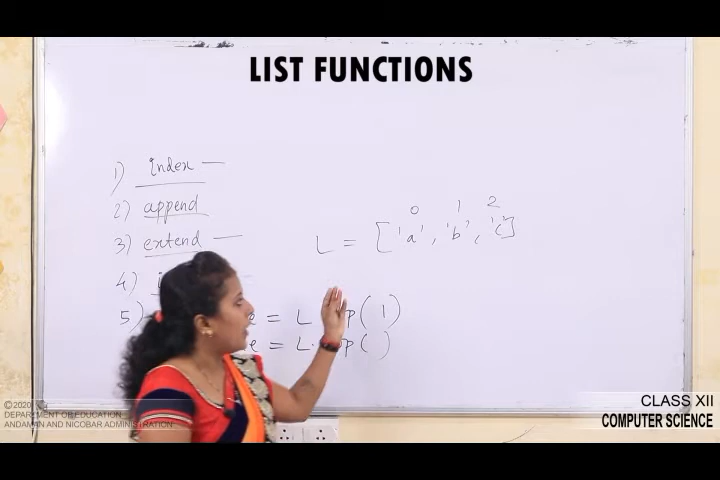 LIST FUNCTIONS
1) index —
2) append
3) extend —
4) i
5) e = L p(1)
e = L. p( )
0 1 2
L = ['a', 'b', 'c']
©2020
DEPARTMENT OF EDUCATION
ANDAMAN AND NICOBAR ADMINISTRATION
CLASS XII
COMPUTER SCIENCE